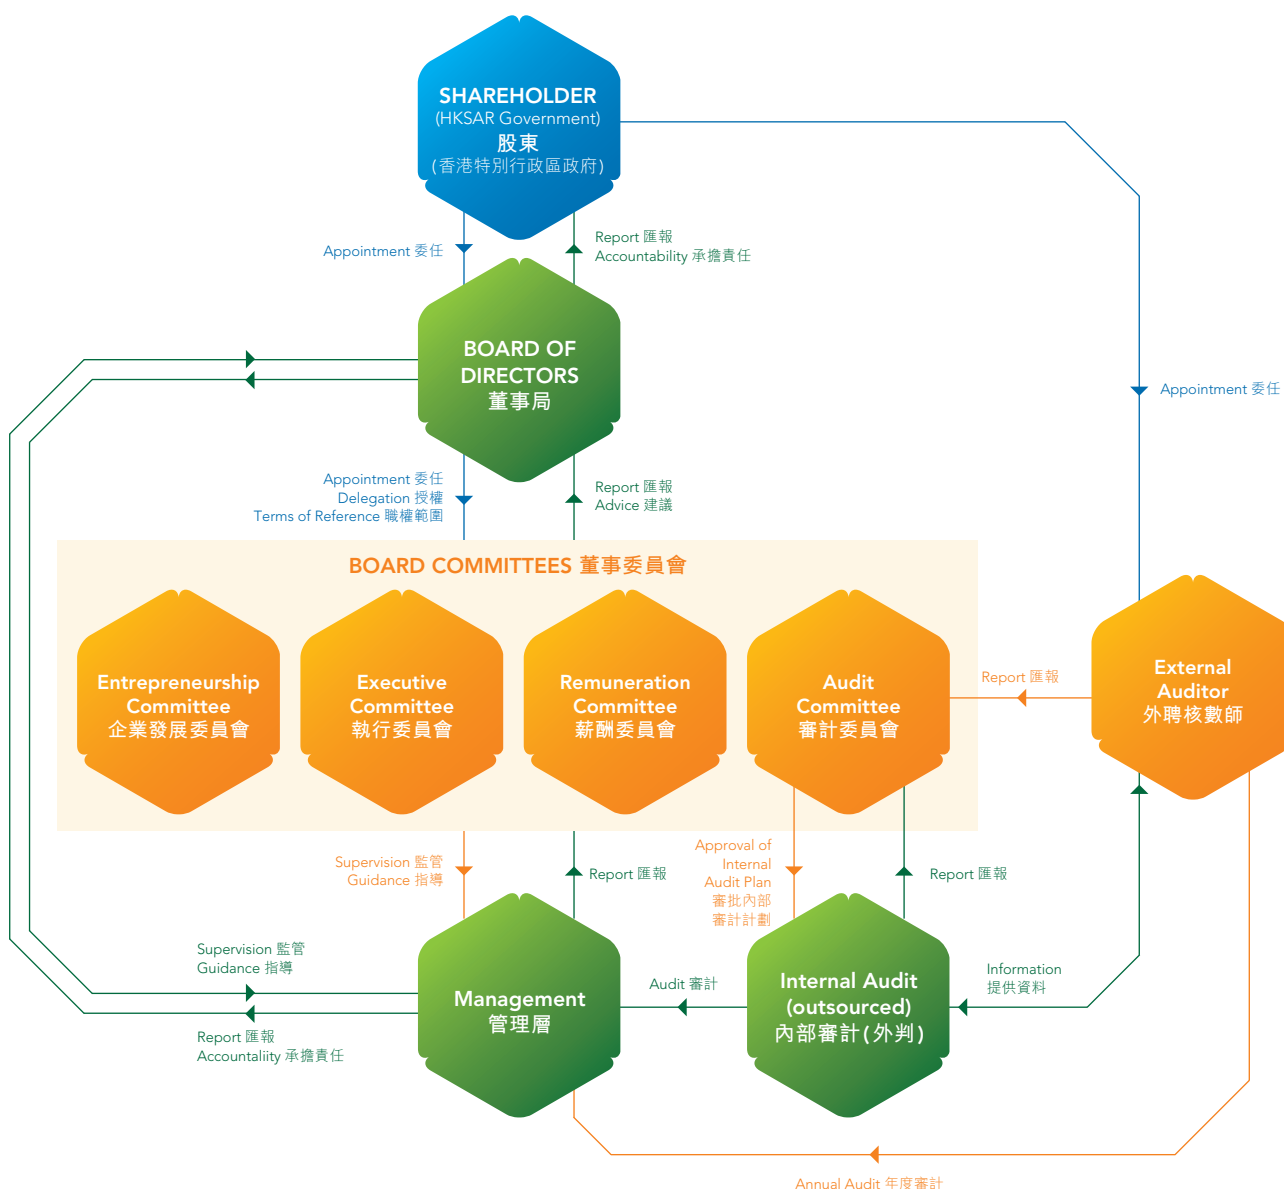 SHAREHOLDER
(HKSAR Government)
股東
(香港特別行政區政府)
Appointment 委任
Report 匯報
Accountability 承擔責任
BOARD OF
DIRECTORS
董事局
Appointment 委任
Appointment 委任
Delegation 授權
Terms of Reference 職權範圍
Report 匯報
Advice 建議
BOARD COMMITTEES 董事委員會
Entrepreneurship
Committee
企業發展委員會
Executive
Committee
執行委員會
Remuneration
Committee
薪酬委員會
Audit
Committee
審計委員會
Report 匯報
External
Auditor
外聘核數師
Supervision 監管
Guidance 指導
Report 匯報
Approval of
Internal
Audit Plan
審批內部
審計計劃
Report 匯報
Supervision 監管
Guidance 指導
Report 匯報
Accountaliity 承擔責任
Management
管理層
Audit 審計
Internal Audit
(outsourced)
內部審計(外判)
Information
提供資料
Annual Audit 年度審計